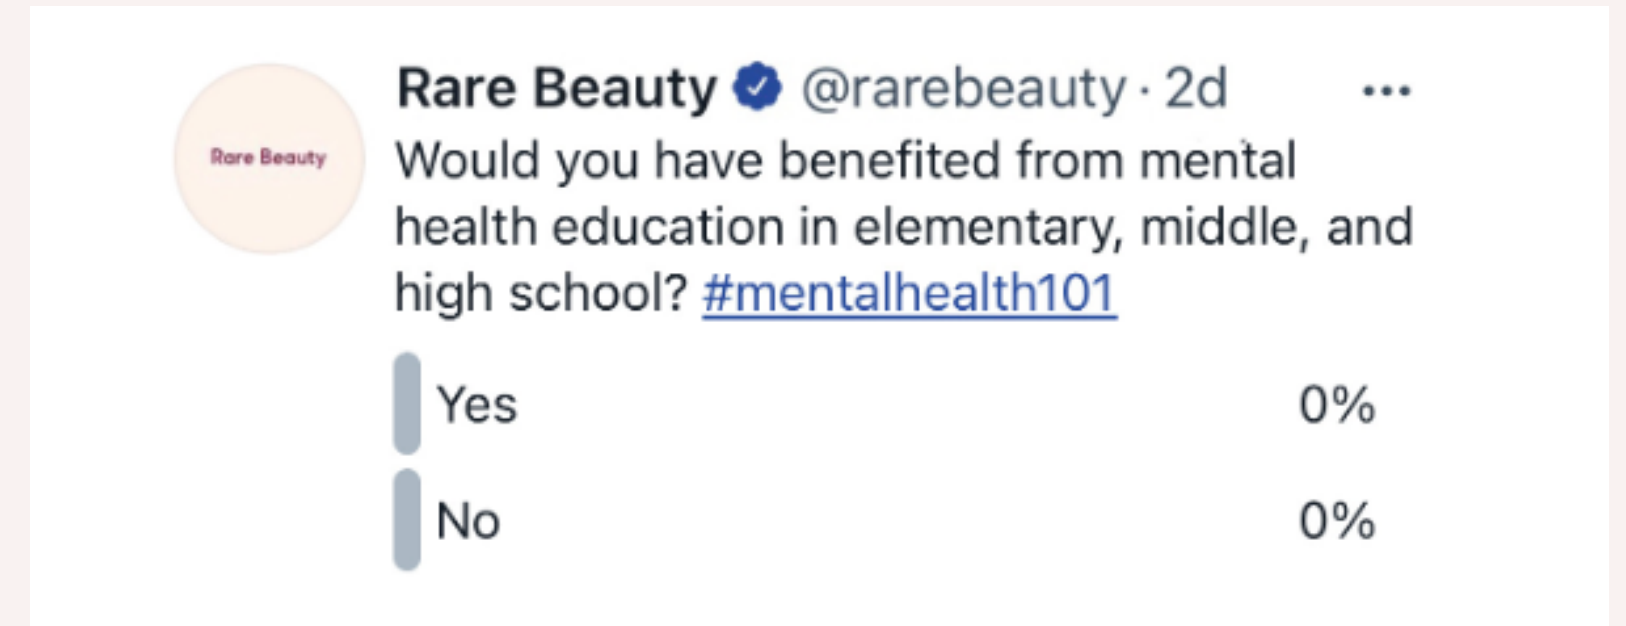 Rare Beauty @rarebeauty · 2d ...
Rare Beauty
Would you have benefited from mental
health education in elementary, middle, and
high school? #mentalhealth101
Yes 0%
No 0%